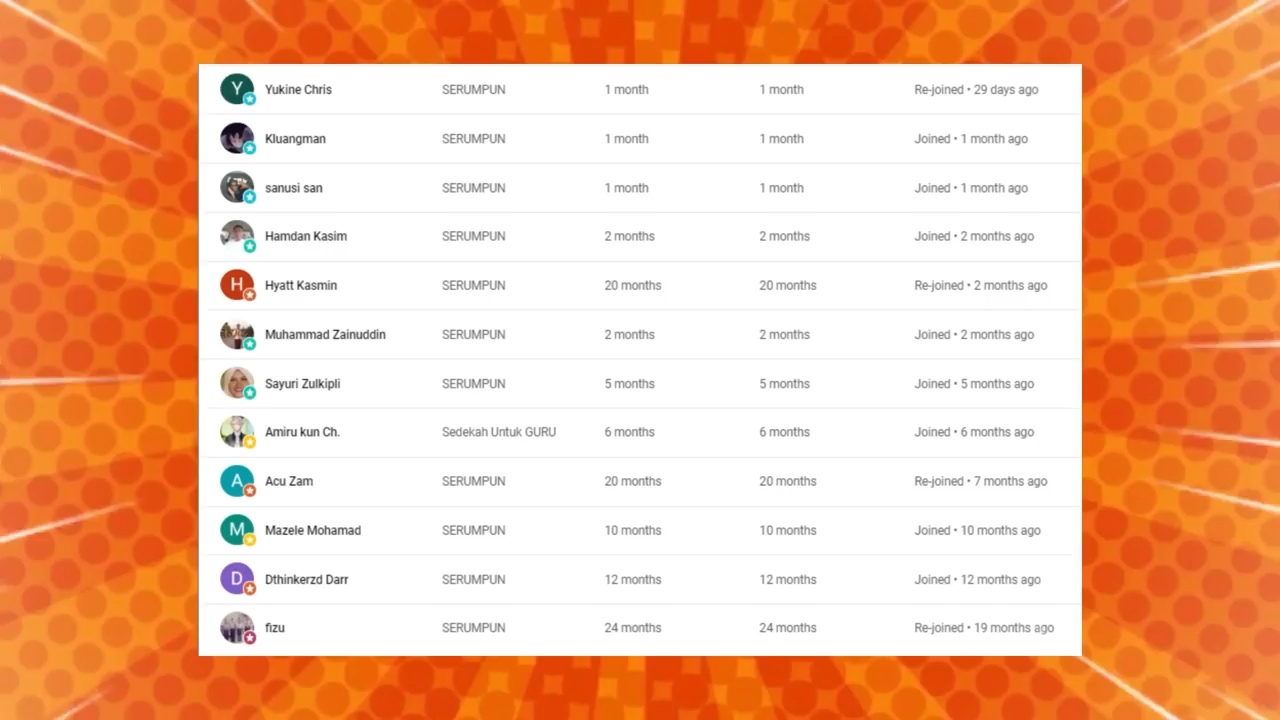 Y Yukine Chris SERUMPUN 1 month 1 month Re-joined • 29 days ago
Kluangman SERUMPUN 1 month 1 month Joined • 1 month ago
sanusi san SERUMPUN 1 month 1 month Joined • 1 month ago
Hamdan Kasim SERUMPUN 2 months 2 months Joined • 2 months ago
H Hyatt Kasmin SERUMPUN 20 months 20 months Re-joined • 2 months ago
Muhammad Zainuddin SERUMPUN 2 months 2 months Joined • 2 months ago
Sayuri Zulkipli SERUMPUN 5 months 5 months Joined • 5 months ago
Amiru kun Ch. Sedekah Untuk GURU 6 months 6 months Joined • 6 months ago
A Acu Zam SERUMPUN 20 months 20 months Re-joined • 7 months ago
M Mazele Mohamad SERUMPUN 10 months 10 months Joined • 10 months ago
D Dthinkerzd Darr SERUMPUN 12 months 12 months Joined • 12 months ago
fizu SERUMPUN 24 months 24 months Re-joined • 19 months ago